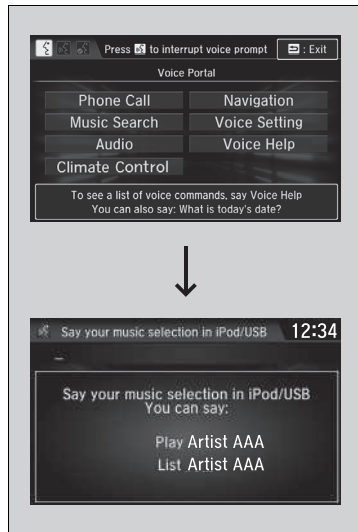 Press to interrupt voice prompt : Exit
Voice Portal
Phone Call Navigation
Music Search Voice Setting
Audio Voice Help
Climate Control
To see a list of voice commands, say Voice Help
You can also say: What is today's date?
Say your music selection in iPod/USB 12:34
Say your music selection in iPod/USB
You can say:
Play Artist AAA
List Artist AAA